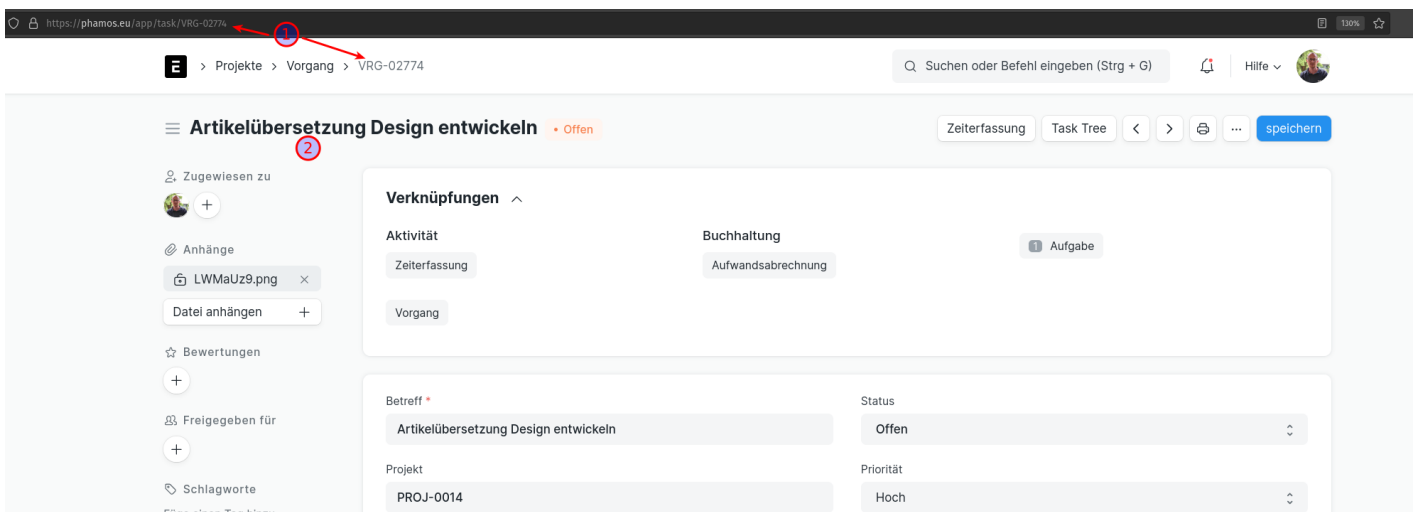 https://phamos.eu/app/task/VRG-02774
130%
1
E > Projekte > Vorgang > VRG-02774
Suchen oder Befehl eingeben (Strg + G)
Hilfe
Artikelübersetzung Design entwickeln • Offen
Zeiterfassung Task Tree < > ... speichern
2
Zugewiesen zu
+
Anhänge
LWMaUz9.png ×
Datei anhängen +
Bewertungen
+
Freigegeben für
+
Schlagworte
Verknüpfungen
Aktivität
Zeiterfassung
Vorgang
Buchhaltung
Aufwandsabrechnung
1 Aufgabe
Betreff *
Artikelübersetzung Design entwickeln
Status
Offen
Projekt
PROJ-0014
Priorität
Hoch